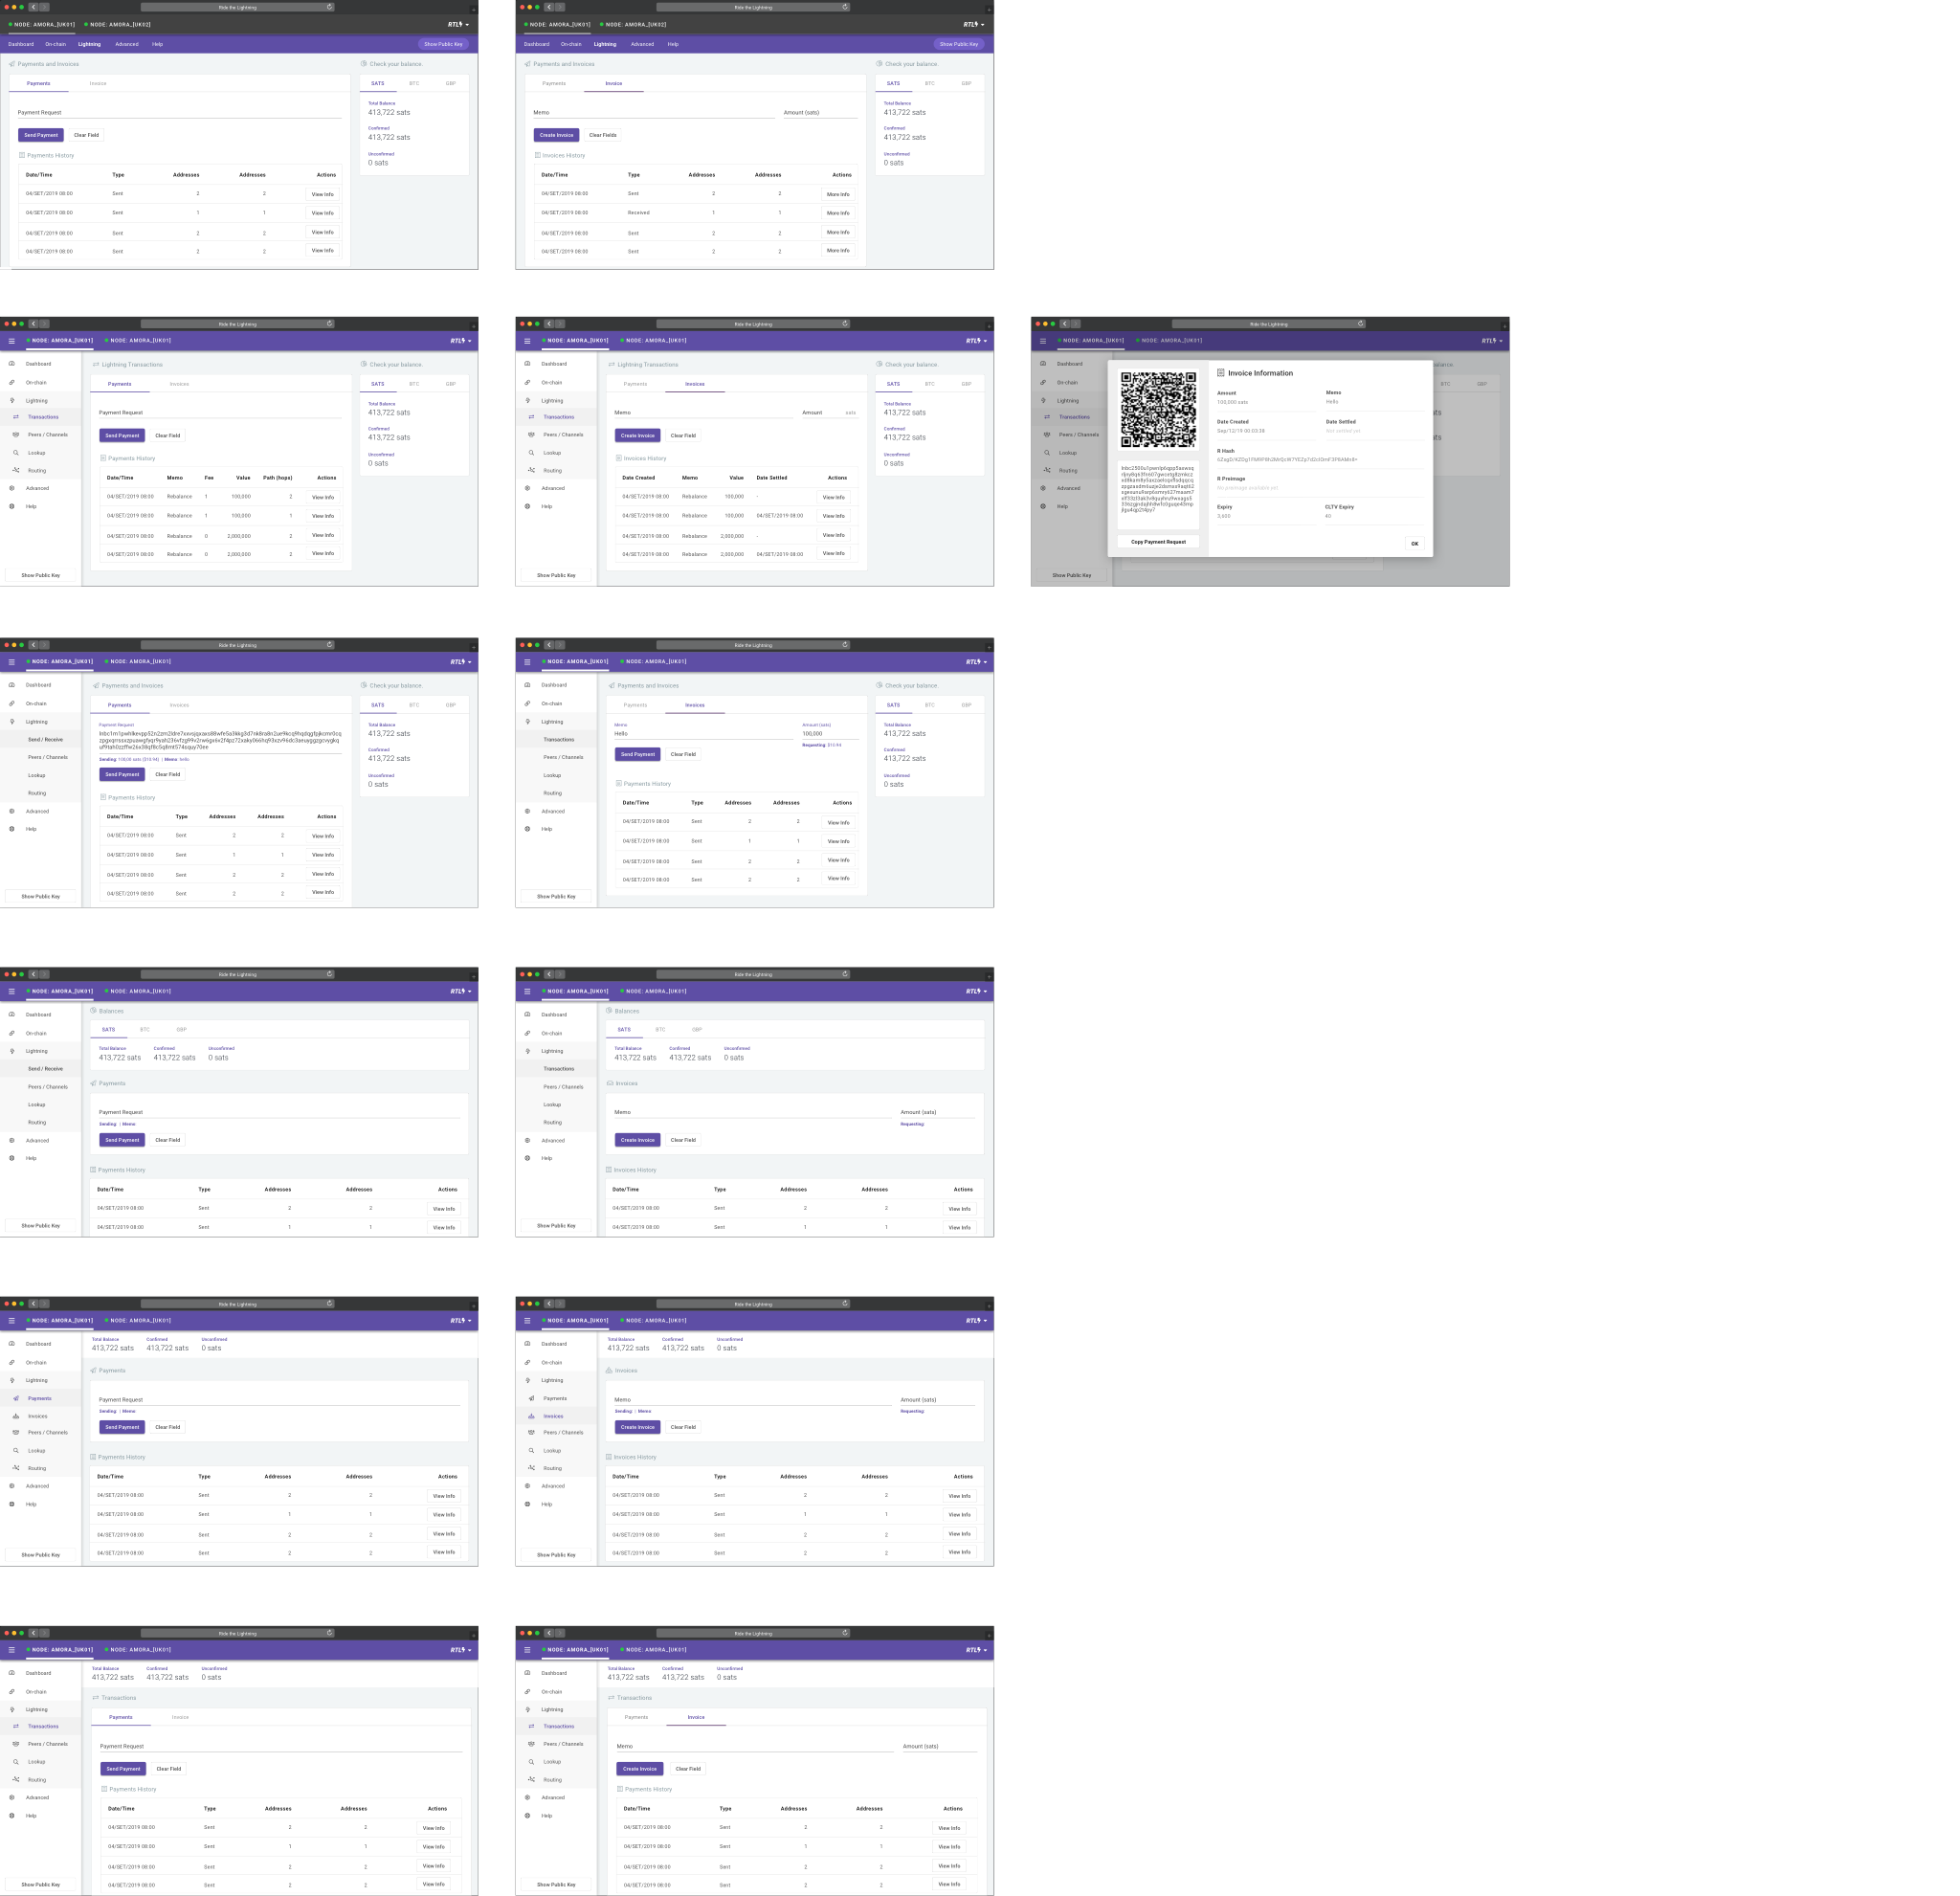 Ride the Lightning
NODE: AMORA_[UK01] NODE: AMORA_[UK02] RTL
Dashboard On-chain Lightning Advanced Help Show Public Key
Payments and Invoices Check your balance.
Payments Invoice SATS BTC GBP
Total Balance
413,722 sats
Payment Request
Confirmed
Send Payment Clear Field 413,722 sats
Unconfirmed
Payments History 0 sats
Date/Time Type Addresses Addresses Actions
04/SET/2019 08:00 Sent 2 2 View Info
04/SET/2019 08:00 Sent 1 1 View Info
04/SET/2019 08:00 Sent 2 2 View Info
04/SET/2019 08:00 Sent 2 2 View Info
Ride the Lightning
NODE: AMORA_[UK01] NODE: AMORA_[UK02] RTL
Dashboard On-chain Lightning Advanced Help Show Public Key
Payments and Invoices Check your balance.
Payments Invoice SATS BTC GBP
Total Balance
413,722 sats
Memo Amount (sats)
Confirmed
Create Invoice Clear Fields 413,722 sats
Unconfirmed
Invoices History 0 sats
Date/Time Type Addresses Addresses Actions
04/SET/2019 08:00 Sent 2 2 More Info
04/SET/2019 08:00 Received 1 1 More Info
04/SET/2019 08:00 Sent 2 2 More Info
04/SET/2019 08:00 Sent 2 2 More Info
Ride the Lightning
NODE: AMORA_[UK01] NODE: AMORA_[UK01] RTL
Dashboard
On-chain
Lightning
Transactions
Peers / Channels
Lookup
Routing
Advanced
Help
Show Public Key
Lightning Transactions Check your balance.
Payments Invoices SATS BTC GBP
Total Balance
413,722 sats
Payment Request
Confirmed
Send Payment Clear Field 413,722 sats
Unconfirmed
Payments History 0 sats
Date/Time Memo Fee Value Path (hops) Actions
04/SET/2019 08:00 Rebalance 1 100,000 2 View Info
04/SET/2019 08:00 Rebalance 1 100,000 1 View Info
04/SET/2019 08:00 Rebalance 0 2,000,000 2 View Info
04/SET/2019 08:00 Rebalance 0 2,000,000 2 View Info
Ride the Lightning
NODE: AMORA_[UK01] NODE: AMORA_[UK01] RTL
Dashboard
On-chain
Lightning
Transactions
Peers / Channels
Lookup
Routing
Advanced
Help
Show Public Key
Lightning Transactions Check your balance.
Payments Invoices SATS BTC GBP
Total Balance
413,722 sats
Memo Amount sats
Confirmed
Create Invoice Clear Field 413,722 sats
Unconfirmed
Invoices History 0 sats
Date Created Memo Value Date Settled Actions
04/SET/2019 08:00 Rebalance 100,000 - View Info
04/SET/2019 08:00 Rebalance 100,000 04/SET/2019 08:00 View Info
04/SET/2019 08:00 Rebalance 2,000,000 - View Info
04/SET/2019 08:00 Rebalance 2,000,000 04/SET/2019 08:00 View Info
Ride the Lightning
NODE: AMORA_[UK01] NODE: AMORA_[UK01] RTL
Dashboard
On-chain
Lightning
Transactions
Peers / Channels
Lookup
Routing
Advanced
Help
Show Public Key
Invoice Information
Amount Memo
100,000 sats Hello
Date Created Date Settled
Sep/12/19 00:03:38 Not settled yet
R Hash
R Preimage
No preimage available yet
Expiry CLTV Expiry
3,600 40
Copy Payment Request OK
BTC GBP
Ride the Lightning
NODE: AMORA_[UK01] NODE: AMORA_[UK01] RTL
Dashboard
On-chain
Lightning
Send / Receive
Peers / Channels
Lookup
Routing
Advanced
Help
Show Public Key
Payments and Invoices Check your balance.
Payments Invoices SATS BTC GBP
Payment Request Total Balance
413,722 sats
Confirmed
413,722 sats
Sending: 100,00 sats ($10.94) | Memo: hello
Send Payment Clear Field Unconfirmed
0 sats
Payments History
Date/Time Type Addresses Addresses Actions
04/SET/2019 08:00 Sent 2 2 View Info
04/SET/2019 08:00 Sent 1 1 View Info
04/SET/2019 08:00 Sent 2 2 View Info
04/SET/2019 08:00 Sent 2 2 View Info
Ride the Lightning
NODE: AMORA_[UK01] NODE: AMORA_[UK01] RTL
Dashboard
On-chain
Lightning
Transactions
Peers / Channels
Lookup
Routing
Advanced
Help
Show Public Key
Payments and Invoices Check your balance.
Payments Invoices SATS BTC GBP
Memo Amount (sats) Total Balance
Hello 100,000 413,722 sats
Requesting: $10.94 Confirmed
Send Payment Clear Field 413,722 sats
Unconfirmed
Payments History 0 sats
Date/Time Type Addresses Addresses Actions
04/SET/2019 08:00 Sent 2 2 View Info
04/SET/2019 08:00 Sent 1 1 View Info
04/SET/2019 08:00 Sent 2 2 View Info
04/SET/2019 08:00 Sent 2 2 View Info
Ride the Lightning
NODE: AMORA_[UK01] NODE: AMORA_[UK01] RTL
Dashboard
On-chain
Lightning
Send / Receive
Peers / Channels
Lookup
Routing
Advanced
Help
Show Public Key
Balances
SATS BTC GBP
Total Balance Confirmed Unconfirmed
413,722 sats 413,722 sats 0 sats
Payments
Payment Request
Sending: | Memo:
Send Payment Clear Field
Payments History
Date/Time Type Addresses Addresses Actions
04/SET/2019 08:00 Sent 2 2 View Info
04/SET/2019 08:00 Sent 1 1 View Info
Ride the Lightning
NODE: AMORA_[UK01] NODE: AMORA_[UK01] RTL
Dashboard
On-chain
Lightning
Transactions
Peers / Channels
Lookup
Routing
Advanced
Help
Show Public Key
Balances
SATS BTC GBP
Total Balance Confirmed Unconfirmed
413,722 sats 413,722 sats 0 sats
Invoices
Memo Amount (sats)
Requesting:
Create Invoice Clear Field
Invoices History
Date/Time Type Addresses Addresses Actions
04/SET/2019 08:00 Sent 2 2 View Info
04/SET/2019 08:00 Sent 1 1 View Info
Ride the Lightning
NODE: AMORA_[UK01] NODE: AMORA_[UK01] RTL
Dashboard
On-chain
Lightning
Payments
Invoices
Peers / Channels
Lookup
Routing
Advanced
Help
Show Public Key
Total Balance Confirmed Unconfirmed
413,722 sats 413,722 sats 0 sats
Payments
Payment Request
Sending: | Memo:
Send Payment Clear Field
Payments History
Date/Time Type Addresses Addresses Actions
04/SET/2019 08:00 Sent 2 2 View Info
04/SET/2019 08:00 Sent 1 1 View Info
04/SET/2019 08:00 Sent 2 2 View Info
04/SET/2019 08:00 Sent 2 2 View Info
Ride the Lightning
NODE: AMORA_[UK01] NODE: AMORA_[UK01] RTL
Dashboard
On-chain
Lightning
Payments
Invoices
Peers / Channels
Lookup
Routing
Advanced
Help
Show Public Key
Total Balance Confirmed Unconfirmed
413,722 sats 413,722 sats 0 sats
Invoices
Memo Amount (sats)
Sending: | Memo: Requesting:
Create Invoice Clear Field
Invoices History
Date/Time Type Addresses Addresses Actions
04/SET/2019 08:00 Sent 2 2 View Info
04/SET/2019 08:00 Sent 1 1 View Info
04/SET/2019 08:00 Sent 2 2 View Info
04/SET/2019 08:00 Sent 2 2 View Info
Ride the Lightning
NODE: AMORA_[UK01] NODE: AMORA_[UK01] RTL
Dashboard
On-chain
Lightning
Transactions
Peers / Channels
Lookup
Routing
Advanced
Help
Show Public Key
Total Balance Confirmed Unconfirmed
413,722 sats 413,722 sats 0 sats
Transactions
Payments Invoice
Payment Request
Send Payment Clear Field
Payments History
Date/Time Type Addresses Addresses Actions
04/SET/2019 08:00 Sent 2 2 View Info
04/SET/2019 08:00 Sent 1 1 View Info
04/SET/2019 08:00 Sent 2 2 View Info
04/SET/2019 08:00 Sent 2 2 View Info
Ride the Lightning
NODE: AMORA_[UK01] NODE: AMORA_[UK01] RTL
Dashboard
On-chain
Lightning
Transactions
Peers / Channels
Lookup
Routing
Advanced
Help
Show Public Key
Total Balance Confirmed Unconfirmed
413,722 sats 413,722 sats 0 sats
Transactions
Payments Invoice
Memo Amount (sats)
Create Invoice Clear Field
Payments History
Date/Time Type Addresses Addresses Actions
04/SET/2019 08:00 Sent 2 2 View Info
04/SET/2019 08:00 Sent 1 1 View Info
04/SET/2019 08:00 Sent 2 2 View Info
04/SET/2019 08:00 Sent 2 2 View Info